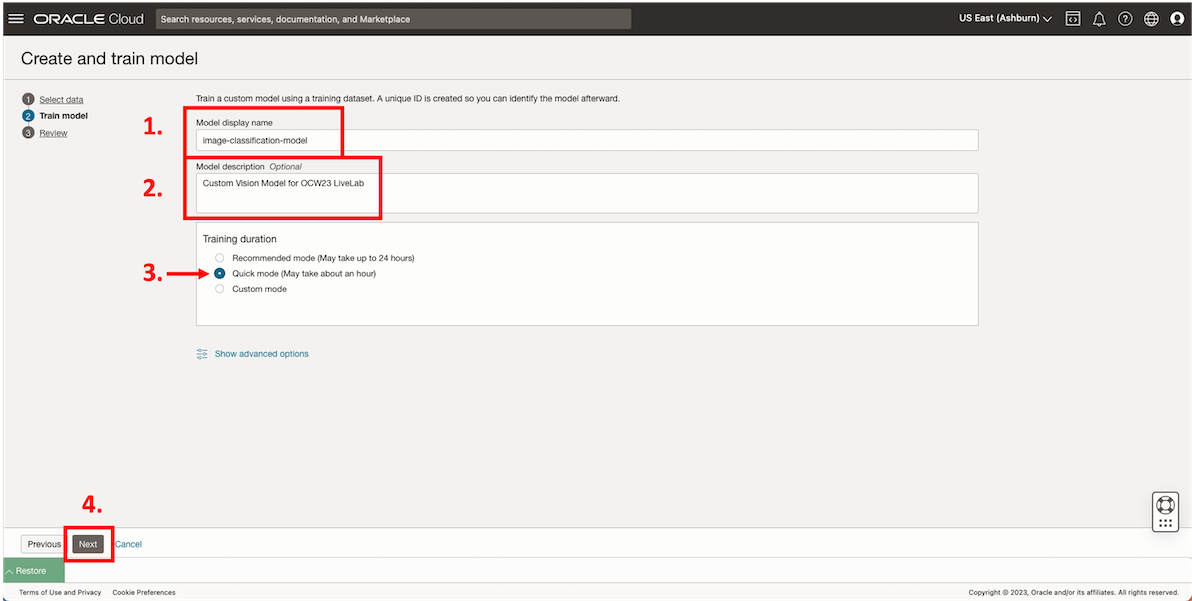 ORACLE Cloud
Search resources, services, documentation, and Marketplace
US East (Ashburn)
Create and train model
1 Select data
2 Train model
3 Review
Train a custom model using a training dataset. A unique ID is created so you can identify the model afterward.
1.
Model display name
image-classification-model
2.
Model description Optional
Custom Vision Model for OCW23 LiveLab
Training duration
Recommended mode (May take up to 24 hours)
3.
Quick mode (May take about an hour)
Custom mode
Show advanced options
4.
Previous Next Cancel
Restore
Terms of Use and Privacy Cookie Preferences
Copyright © 2023, Oracle and/or its affiliates. All rights reserved.